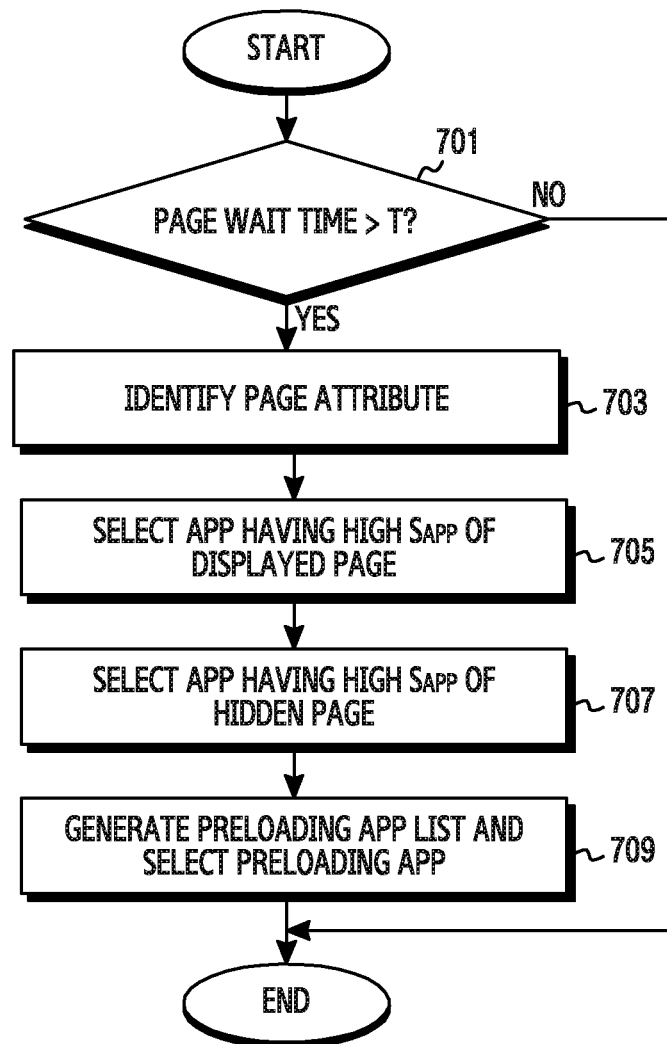 START
701
PAGE WAIT TIME > T?
NO
YES
IDENTIFY PAGE ATTRIBUTE
703
SELECT APP HAVING HIGH SAPP OF
DISPLAYED PAGE
705
SELECT APP HAVING HIGH SAPP OF
HIDDEN PAGE
707
GENERATE PRELOADING APP LIST AND
SELECT PRELOADING APP
709
END